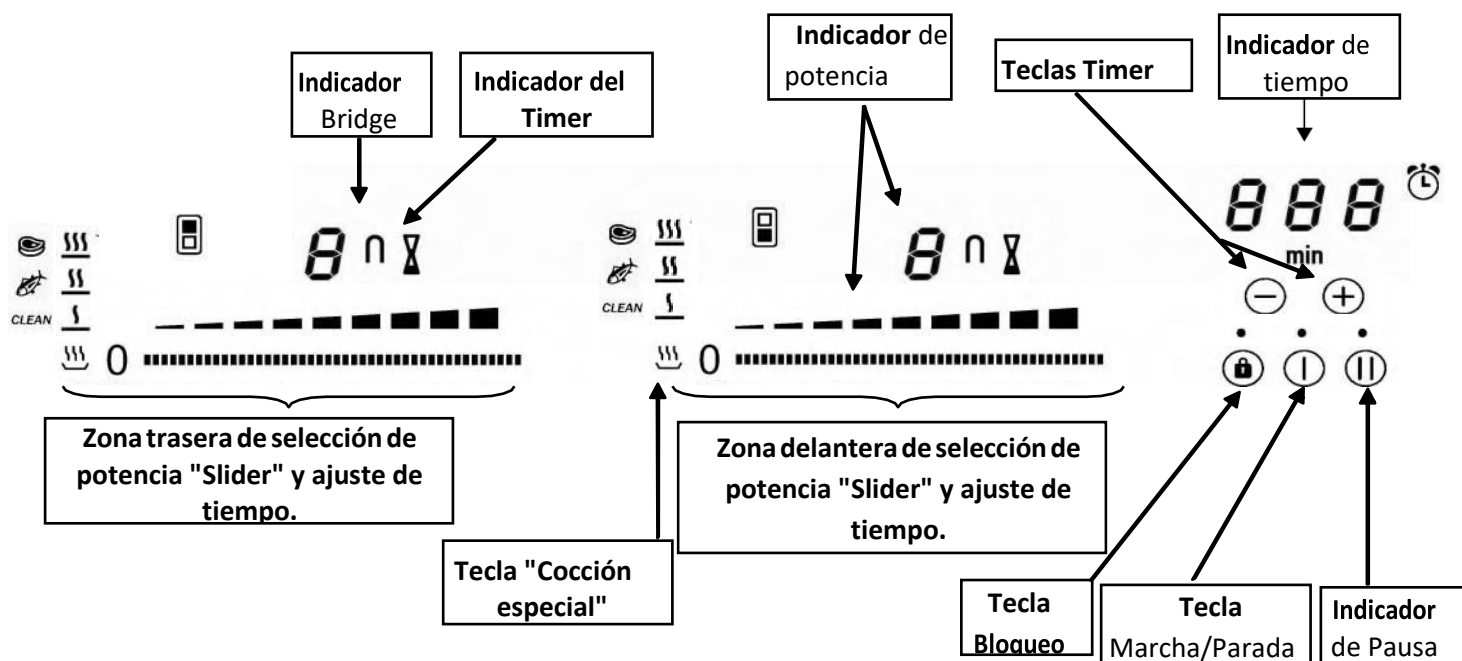 Indicador
Bridge
Indicador del
Timer
Indicador de
potencia
Teclas Timer
Indicador de
tiempo
8
8
888
min
CLEAN
0
CLEAN
0
Zona trasera de selección de
potencia "Slider" y ajuste de
tiempo.
Zona delantera de selección de
potencia "Slider" y ajuste de
tiempo.
Tecla "Cocción
especial"
Tecla
Bloqueo
Tecla
Marcha/Parada
Indicador
de Pausa